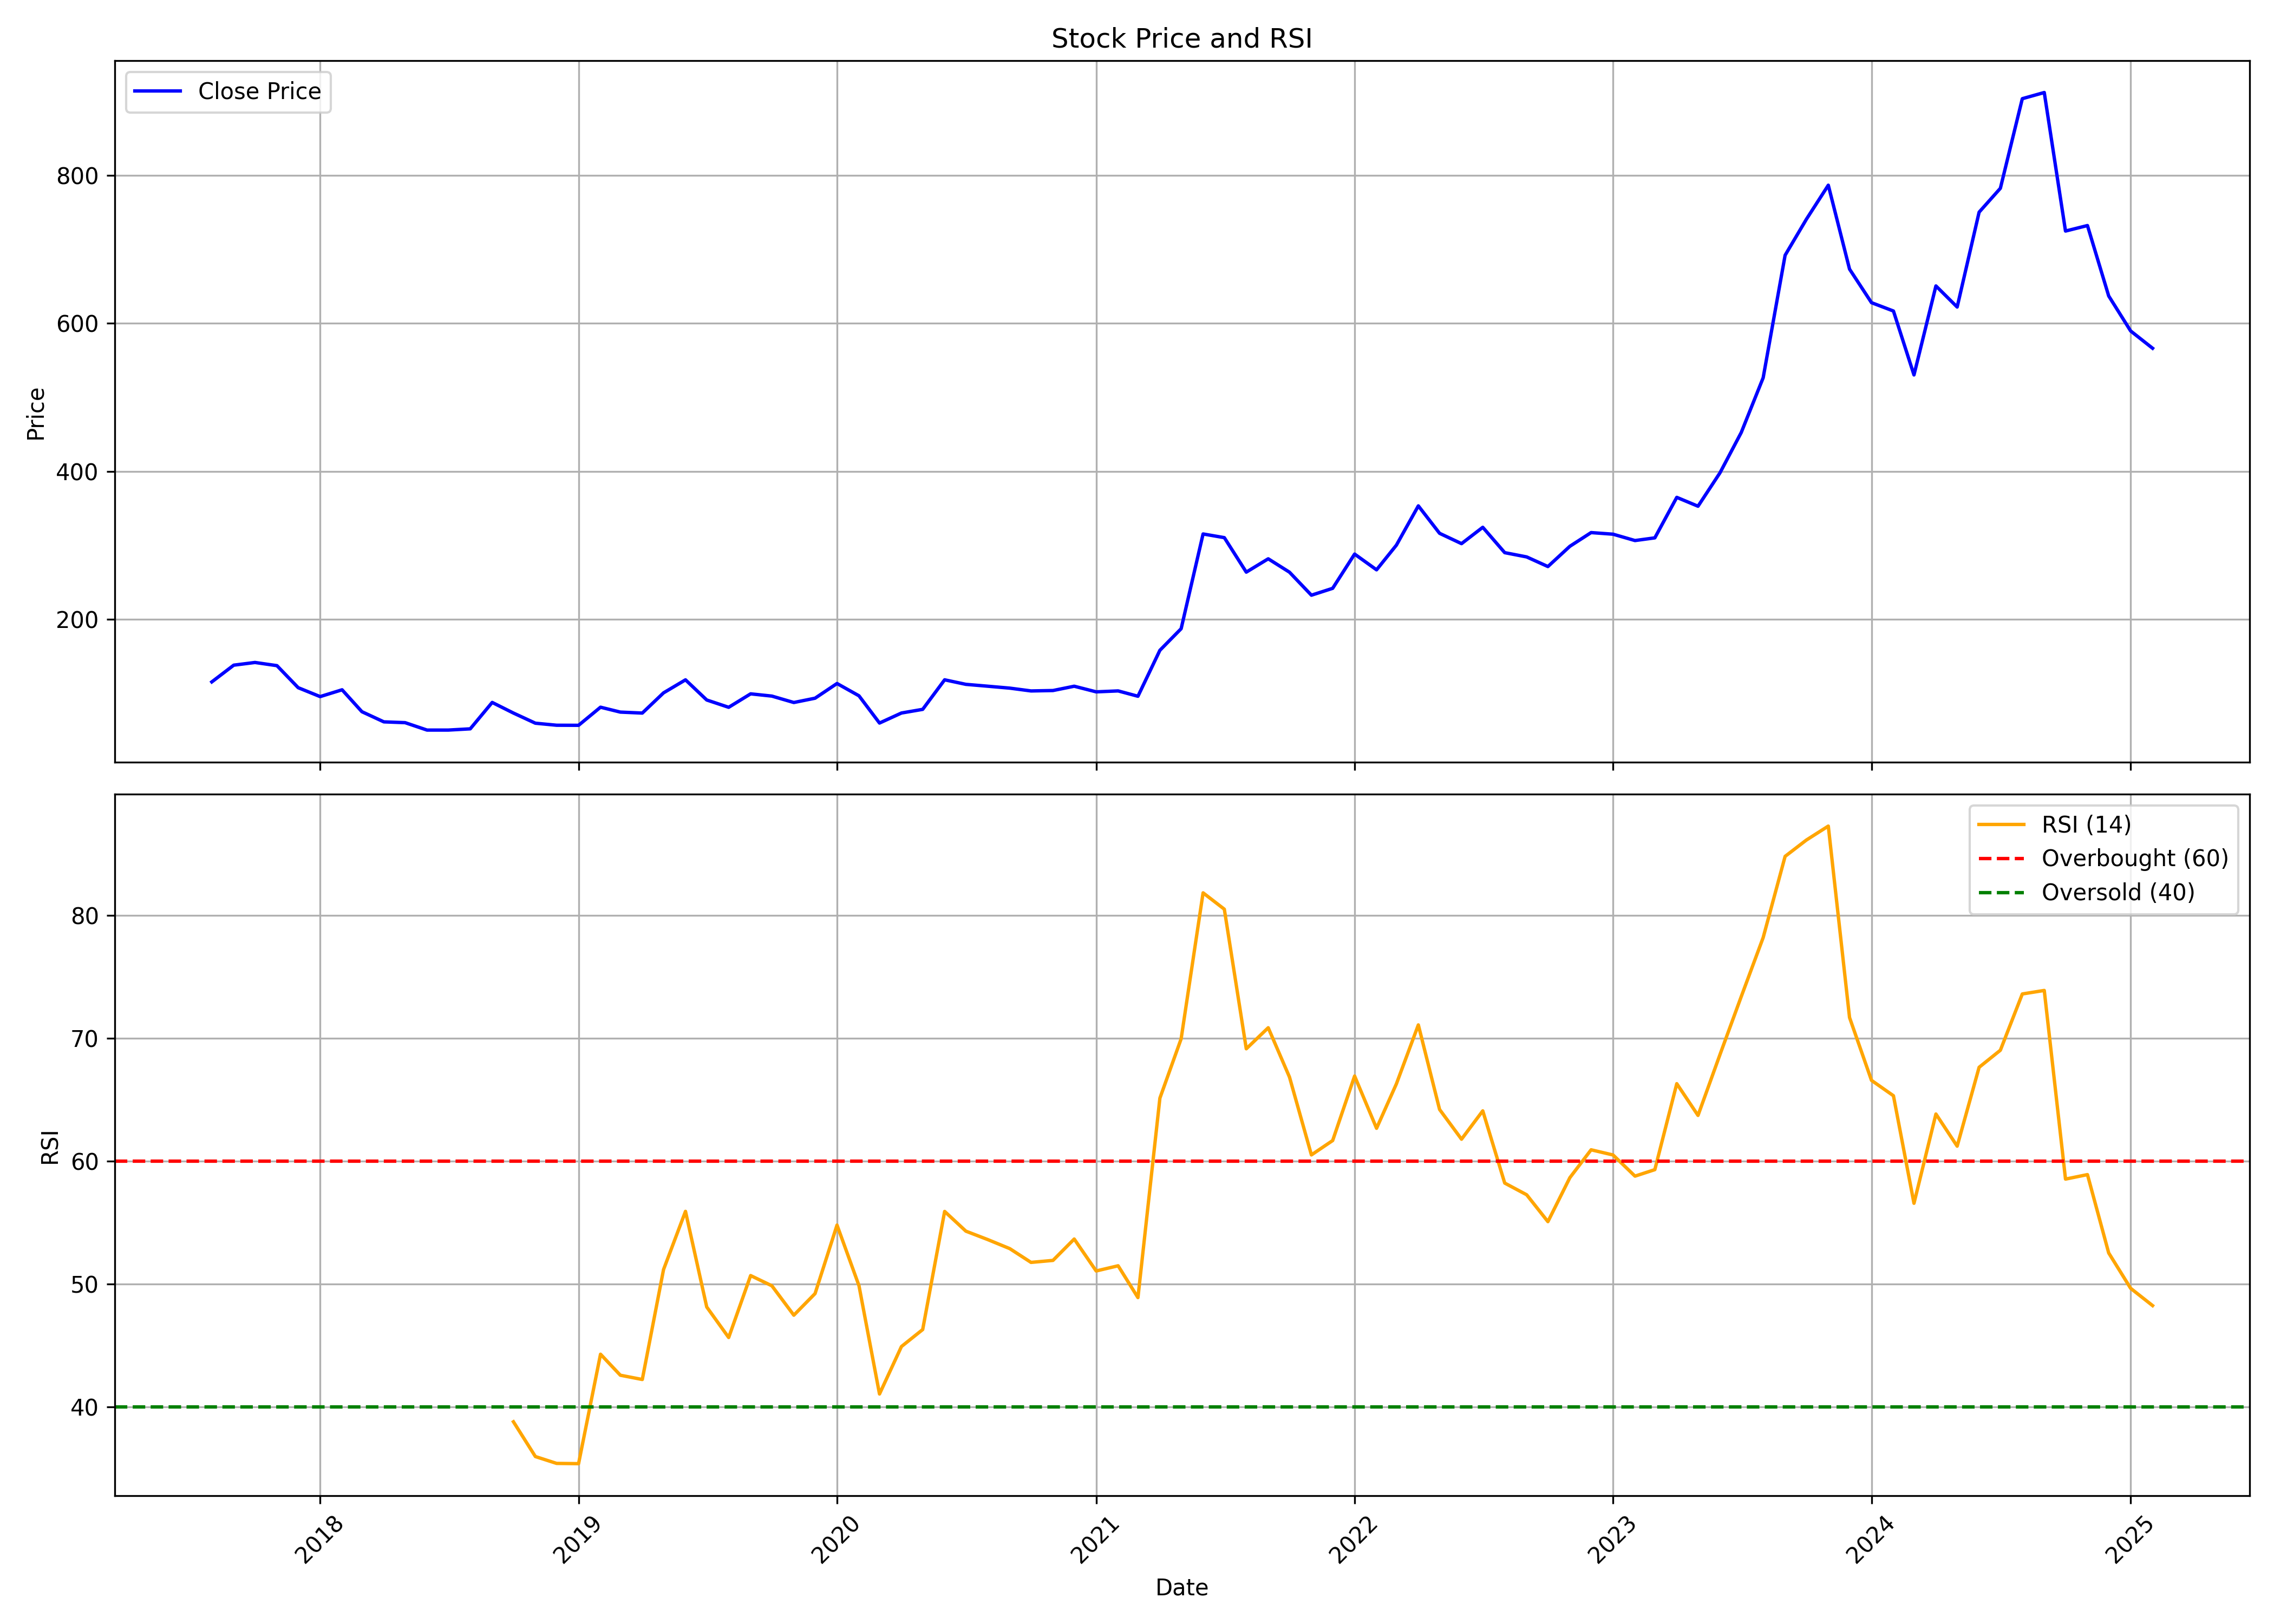 Stock Price and RSI
Close Price
800
600
400
200
Price
RSI (14)
Overbought (60)
Oversold (40)
80
70
60
50
40
RSI
2018
2019
2020
2021
2022
2023
2024
2025
Date